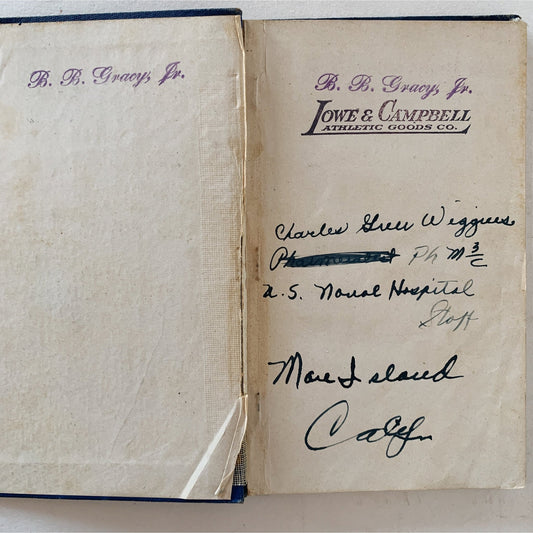 B. B. Gracy, Jr.
B. B. Gracy, Jr.
LOWE & CAMPBELL
ATHLETIC GOODS CO.
Charles Wiggins
Ph M 3/c
U.S. Naval Hospital
Staff
Mare Island
Calif